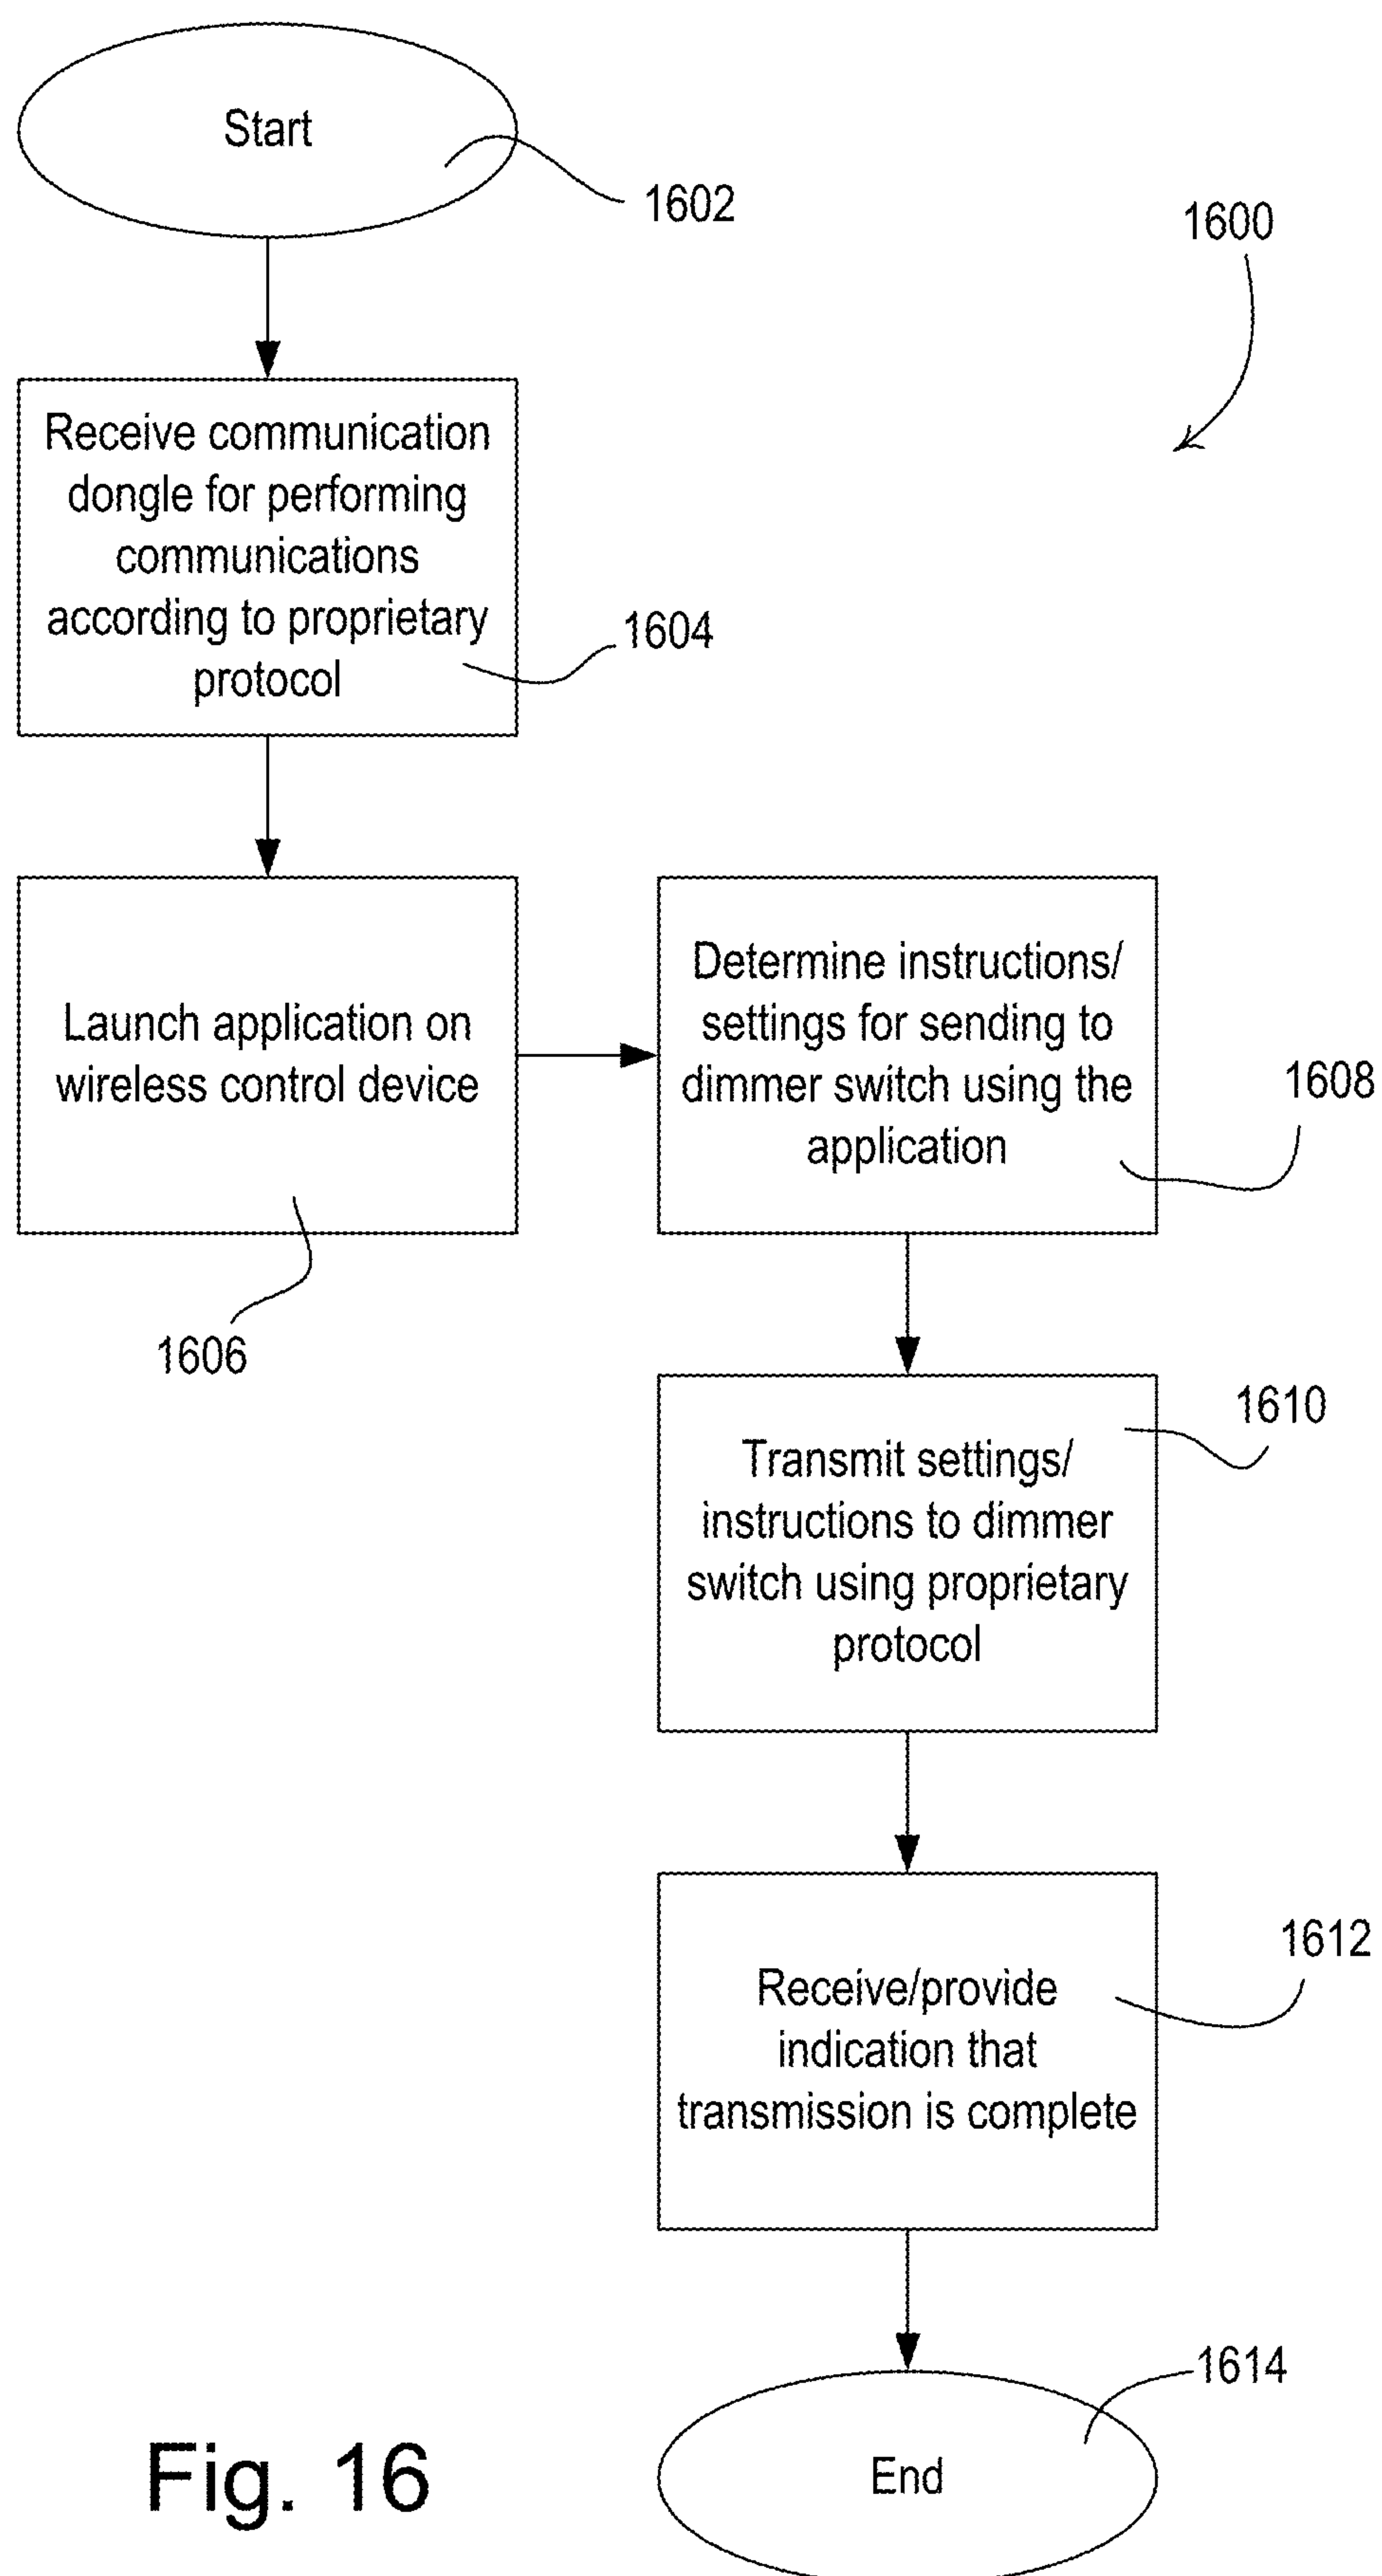 Start
1602
1600
Receive communication
dongle for performing
communications
according to proprietary
protocol
1604
Launch application on
wireless control device
1606
Determine instructions/
settings for sending to
dimmer switch using the
application
1608
Transmit settings/
instructions to dimmer
switch using proprietary
protocol
1610
Receive/provide
indication that
transmission is complete
1612
End
1614
Fig. 16